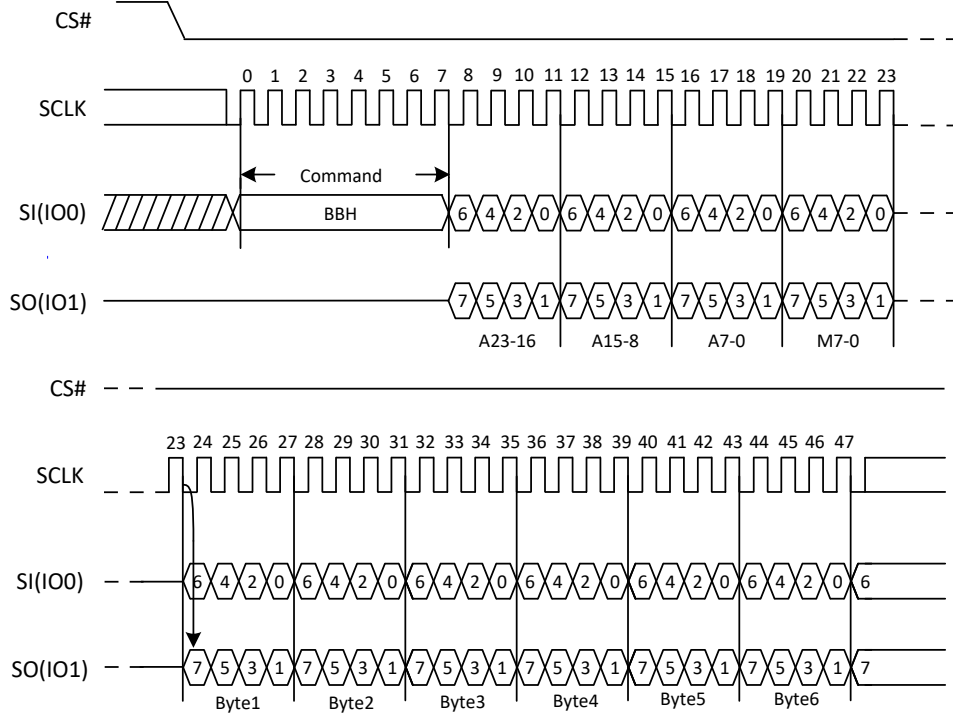 CS#
0 1 2 3 4 5 6 7 8 9 10 11 12 13 14 15 16 17 18 19 20 21 22 23
SCLK
Command
SI(IO0) BBH 6 4 2 0 6 4 2 0 6 4 2 0 6 4 2 0
SO(IO1) 7 5 3 1 7 5 3 1 7 5 3 1 7 5 3 1
A23-16 A15-8 A7-0 M7-0
CS#
23 24 25 26 27 28 29 30 31 32 33 34 35 36 37 38 39 40 41 42 43 44 45 46 47
SCLK
SI(IO0) 6 4 2 0 6 4 2 0 6 4 2 0 6 4 2 0 6 4 2 0 6 4 2 0 6
SO(IO1) 7 5 3 1 7 5 3 1 7 5 3 1 7 5 3 1 7 5 3 1 7 5 3 1 7
Byte1 Byte2 Byte3 Byte4 Byte5 Byte6